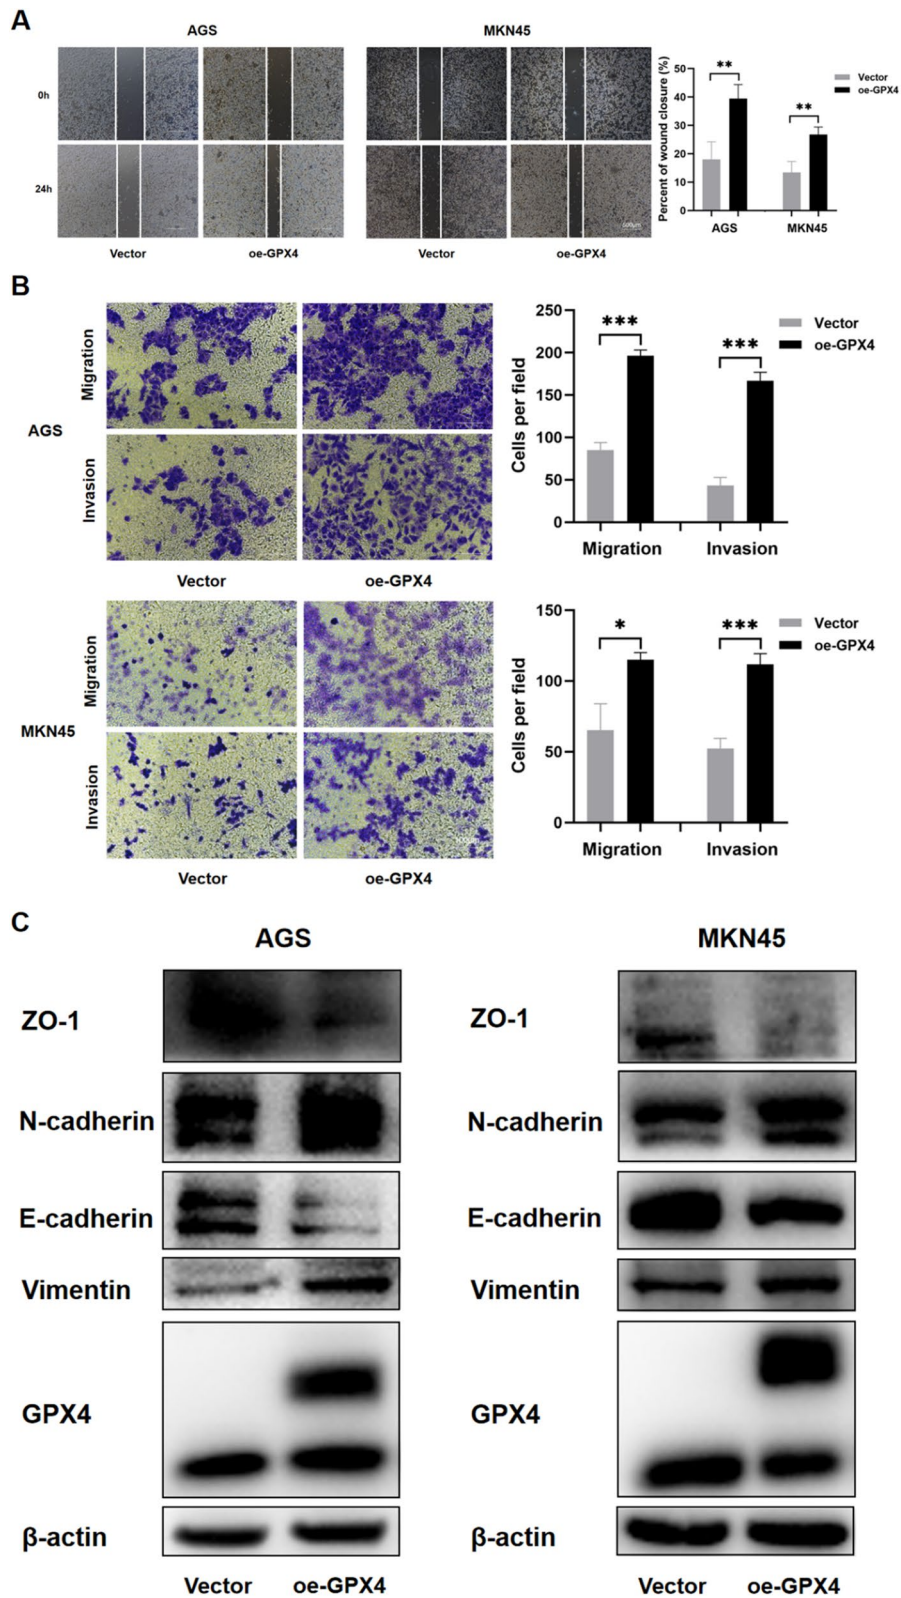 A
AGS
MKN45
0h
24h
Vector
oe-GPX4
Vector
oe-GPX4
500μm
Percent of wound closure (%)
50
40
30
20
10
0
**
**
AGS
MKN45
Vector
oe-GPX4
B
AGS
Migration
Invasion
Vector
oe-GPX4
Cells per field
250
200
150
100
50
0
***
***
Migration
Invasion
Vector
oe-GPX4
MKN45
Migration
Invasion
Vector
oe-GPX4
Cells per field
150
100
50
0
*
***
Migration
Invasion
Vector
oe-GPX4
C
AGS
ZO-1
N-cadherin
E-cadherin
Vimentin
GPX4
β-actin
Vector
oe-GPX4
MKN45
ZO-1
N-cadherin
E-cadherin
Vimentin
GPX4
β-actin
Vector
oe-GPX4